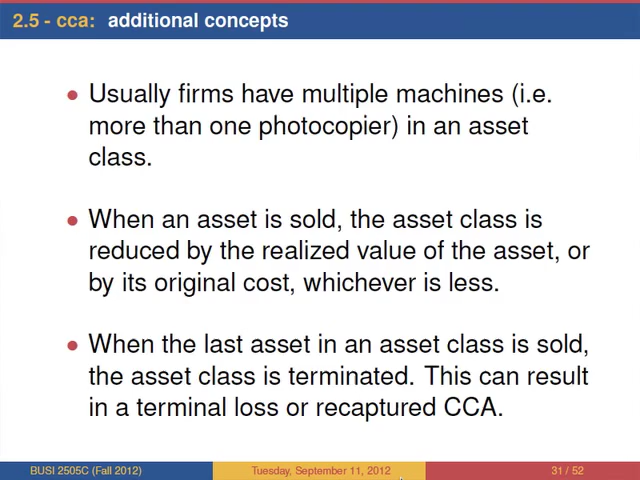 2.5 - cca: additional concepts
• Usually firms have multiple machines (i.e.
more than one photocopier) in an asset
class.
• When an asset is sold, the asset class is
reduced by the realized value of the asset, or
by its original cost, whichever is less.
• When the last asset in an asset class is sold,
the asset class is terminated. This can result
in a terminal loss or recaptured CCA.
BUSI 2505C (Fall 2012) Tuesday, September 11, 2012 31 / 52